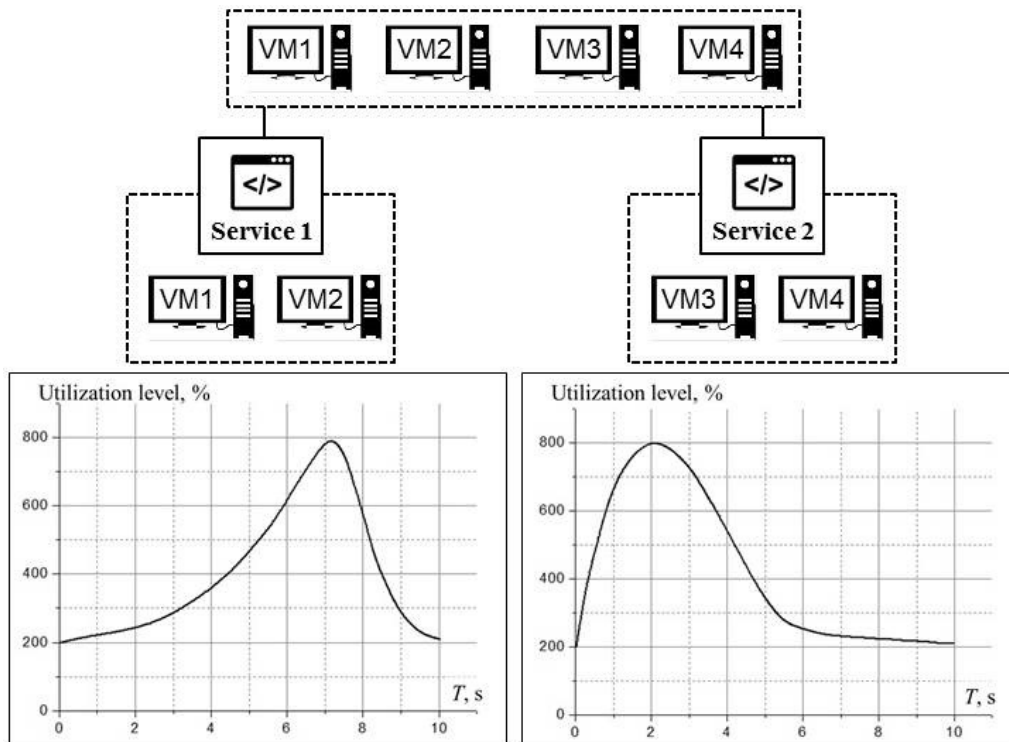 VM1 VM2 VM3 VM4
</>
Service 1
VM1 VM2
</>
Service 2
VM3 VM4
Utilization level, %
800
600
400
200
0
0 2 4 6 8 10
T, s
Utilization level, %
800
600
400
200
0
0 2 4 6 8 10
T, s